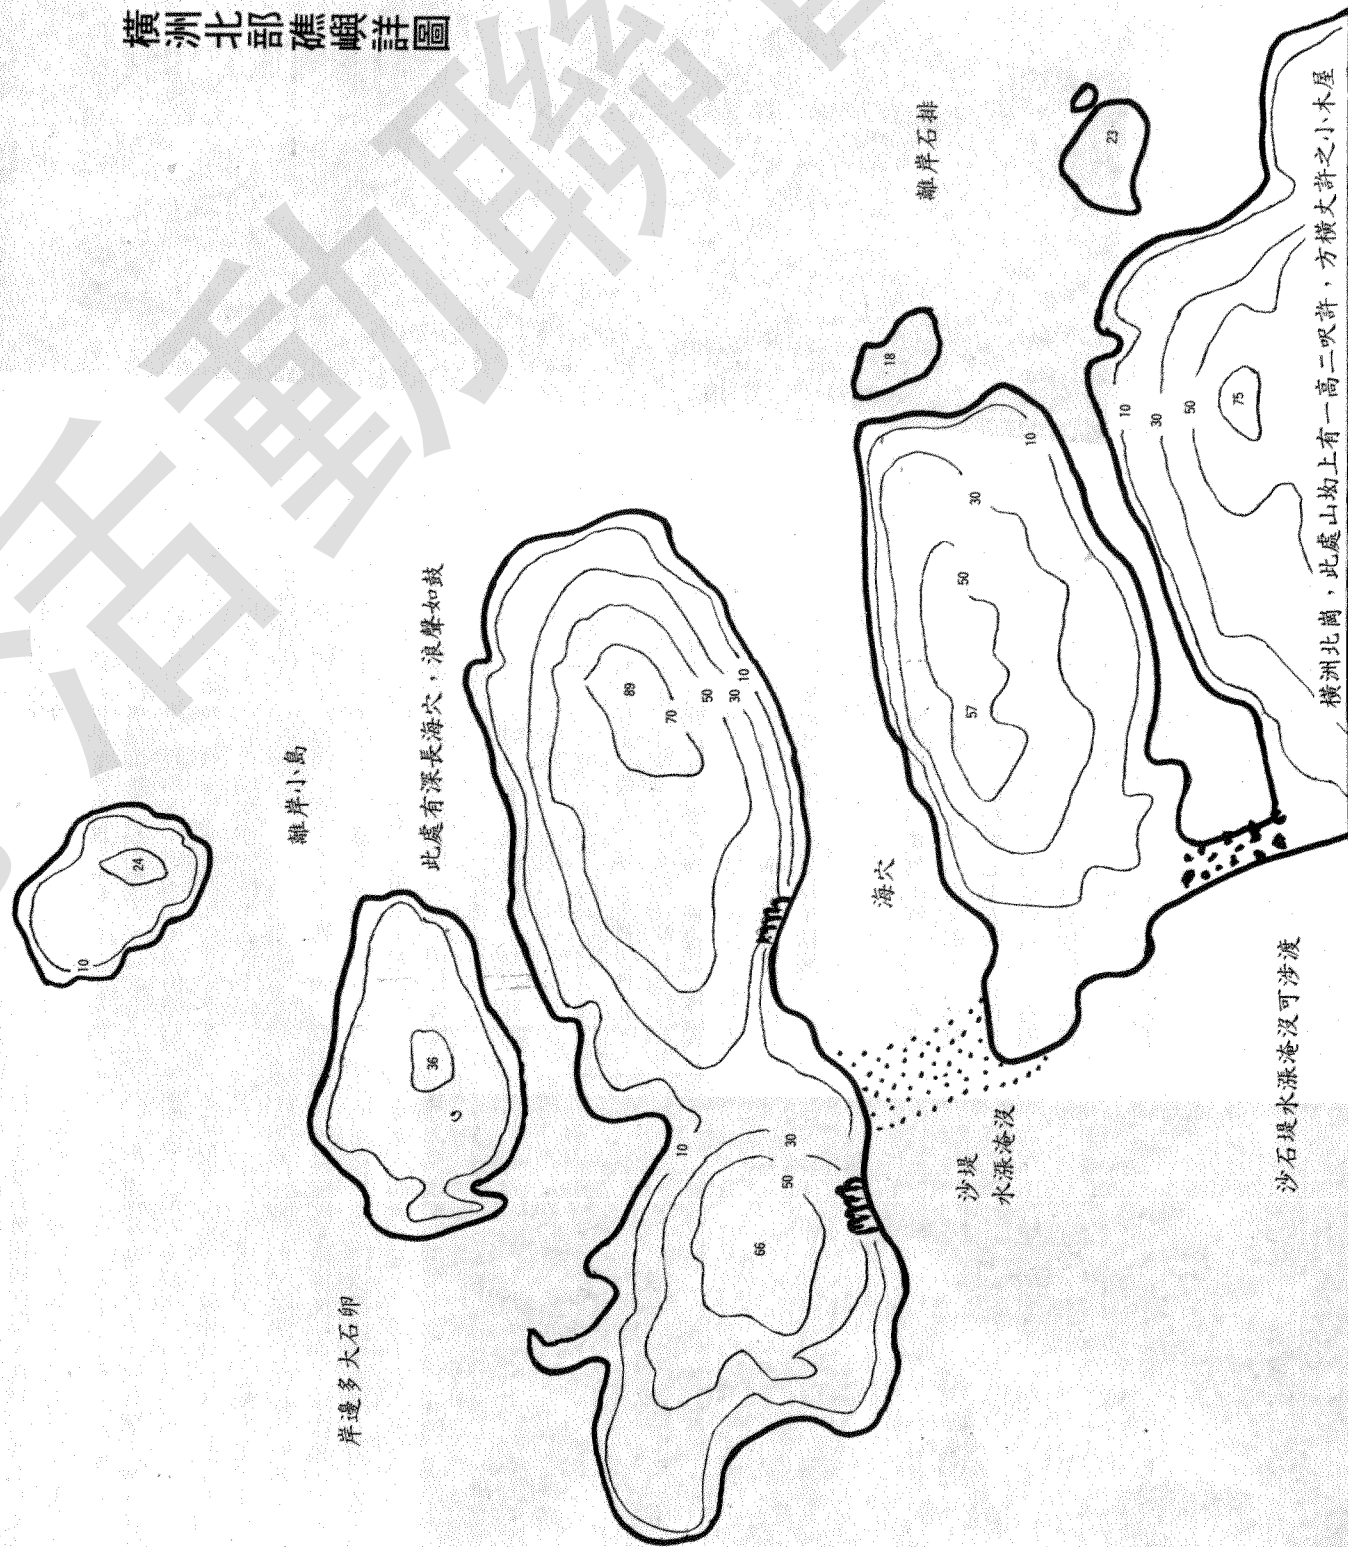 橫洲北部礁嶼詳圖
24
10
離岸小島
36
岸邊多大石卵
此處有深長海穴，浪聲如鼓
89
70
50
30
10
10
30
50
66
離岸石排
23
18
海穴
10
30
50
57
沙堤
水漲淹沒
10
30
50
75
沙石堤水漲淹沒可涉渡
橫洲北崗，此處山坳上有一高二呎許，方橫丈許之小木屋
活動聯